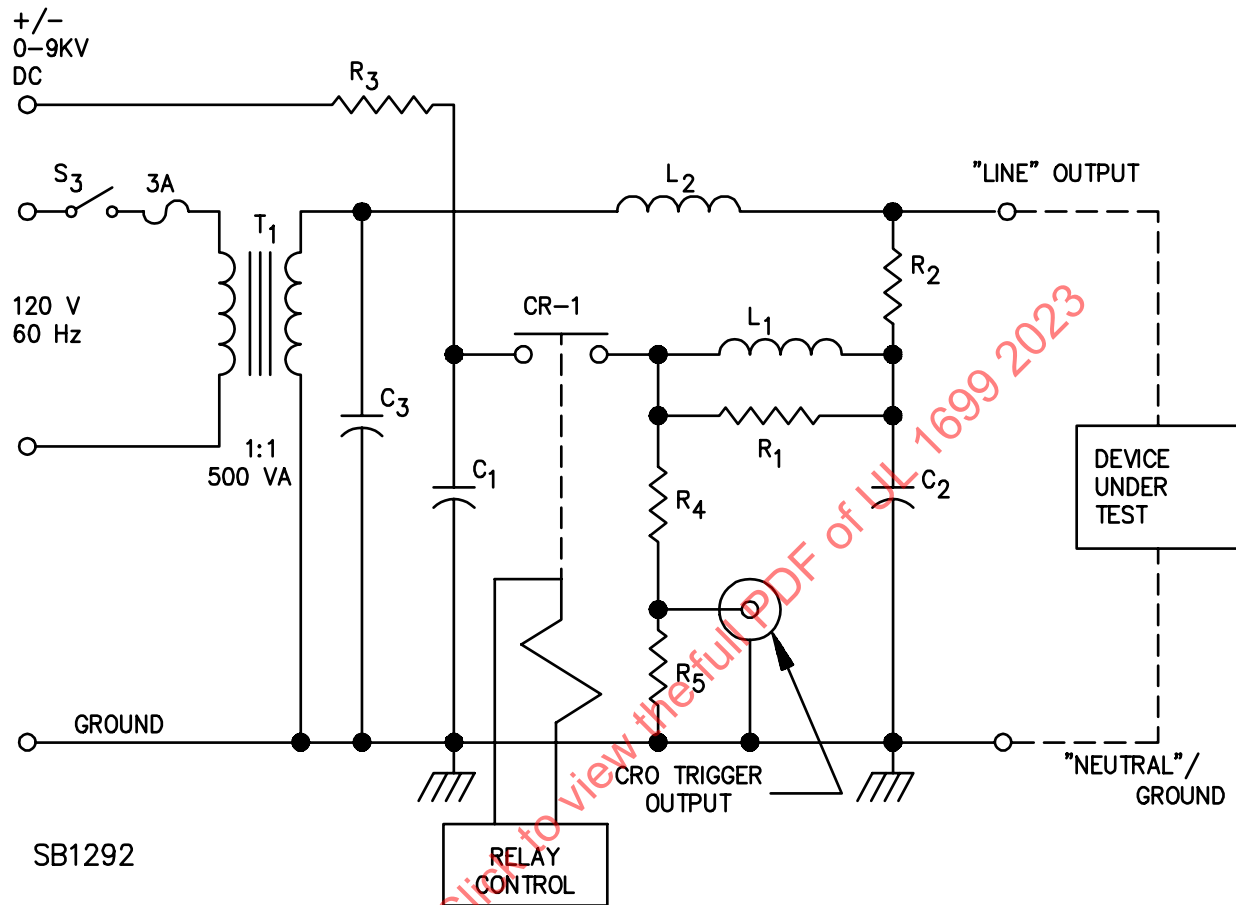 +/-
0-9KV
DC
R3
S3
3A
T1
L2
"LINE" OUTPUT
R2
120 V
60 Hz
CR-1
L1
C3
R1
1:1
500 VA
C1
R4
C2
DEVICE
UNDER
TEST
R5
GROUND
CRO TRIGGER
OUTPUT
"NEUTRAL"/
GROUND
SB1292
RELAY
CONTROL
Click to view the full PDF of UL 1699 2023